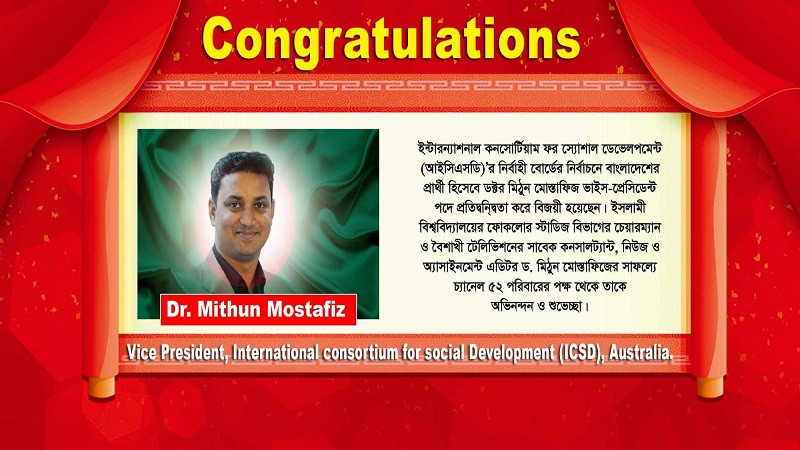 Congratulations
ইন্টারন্যাশনাল কনসোর্টিয়াম ফর স্যোশাল ডেভেলপমেন্ট
(আইসিএসডি)'র নির্বাহী বোর্ডের নির্বাচনে বাংলাদেশের
প্রার্থী হিসেবে ডক্টর মিঠুন মোস্তাফিজ ভাইস-প্রেসিডেন্ট
পদে প্রতিদ্বন্দ্বিতা করে বিজয়ী হয়েছেন। ইসলামী
বিশ্ববিদ্যালয়ের ফোকলোর স্টাডিজ বিভাগের চেয়ারম্যান
ও বৈশাখী টেলিভিশনের সাবেক কনসালট্যান্ট, নিউজ ও
অ্যাসাইনমেন্ট এডিটর ড. মিঠুন মোস্তাফিজের সাফল্যে
চ্যানেল ৫২ পরিবারের পক্ষ থেকে তাকে
অভিনন্দন ও শুভেচ্ছা।
Dr. Mithun Mostafiz
Vice President, International consortium for social Development (ICSD), Australia.